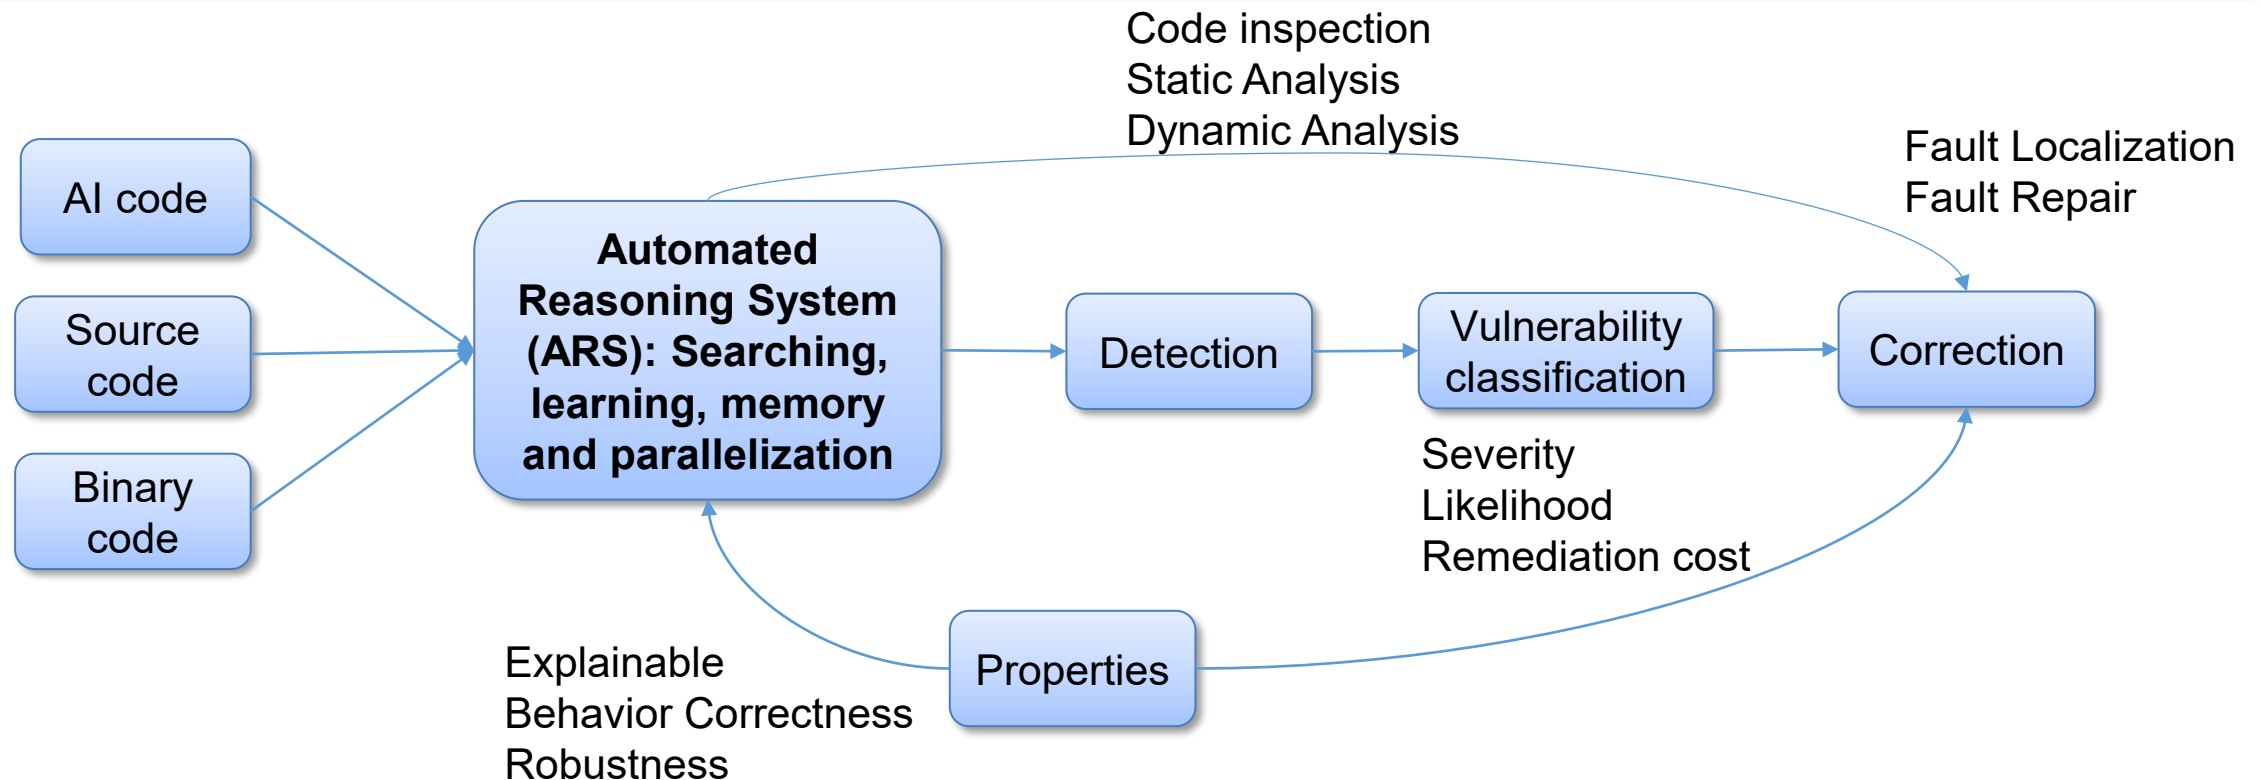 Code inspection
Static Analysis
Dynamic Analysis
Fault Localization
Fault Repair
AI code
Source
code
Binary
code
Automated
Reasoning System
(ARS): Searching,
learning, memory
and parallelization
Detection
Vulnerability
classification
Correction
Severity
Likelihood
Remediation cost
Properties
Explainable
Behavior Correctness
Robustness